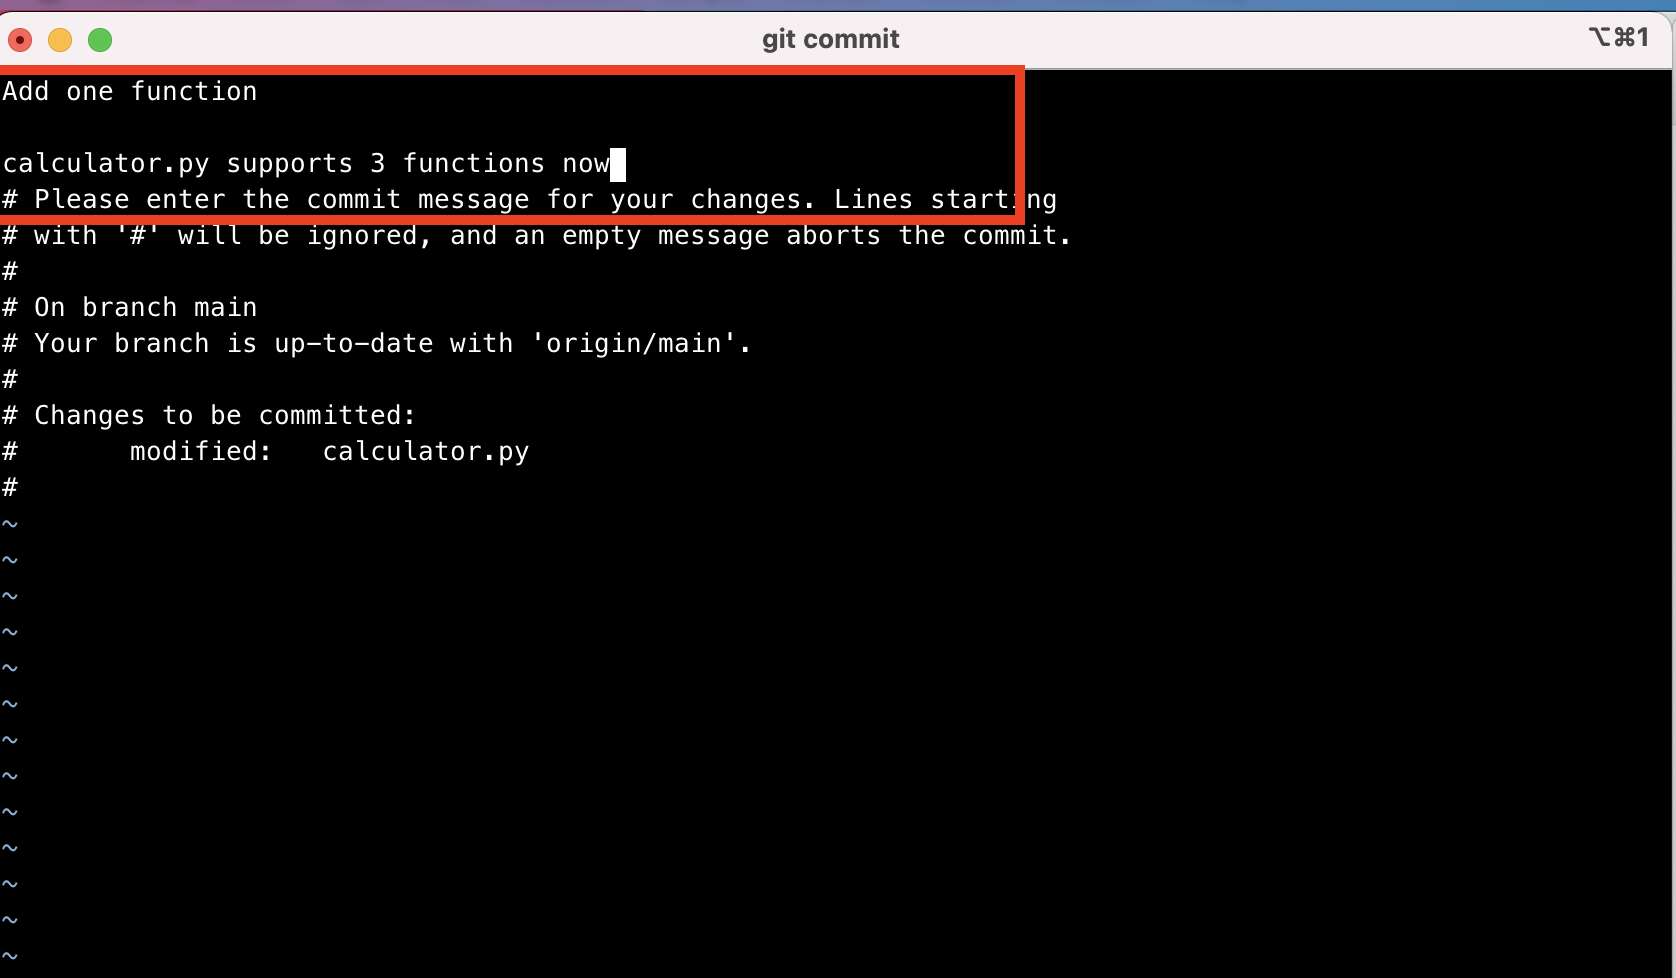 git commit
⌥⌘1
Add one function
calculator.py supports 3 functions now
# Please enter the commit message for your changes. Lines starting
# with '#' will be ignored, and an empty message aborts the commit.
#
# On branch main
# Your branch is up-to-date with 'origin/main'.
#
# Changes to be committed:
#       modified:   calculator.py
#
~
~
~
~
~
~
~
~
~
~
~
~
~